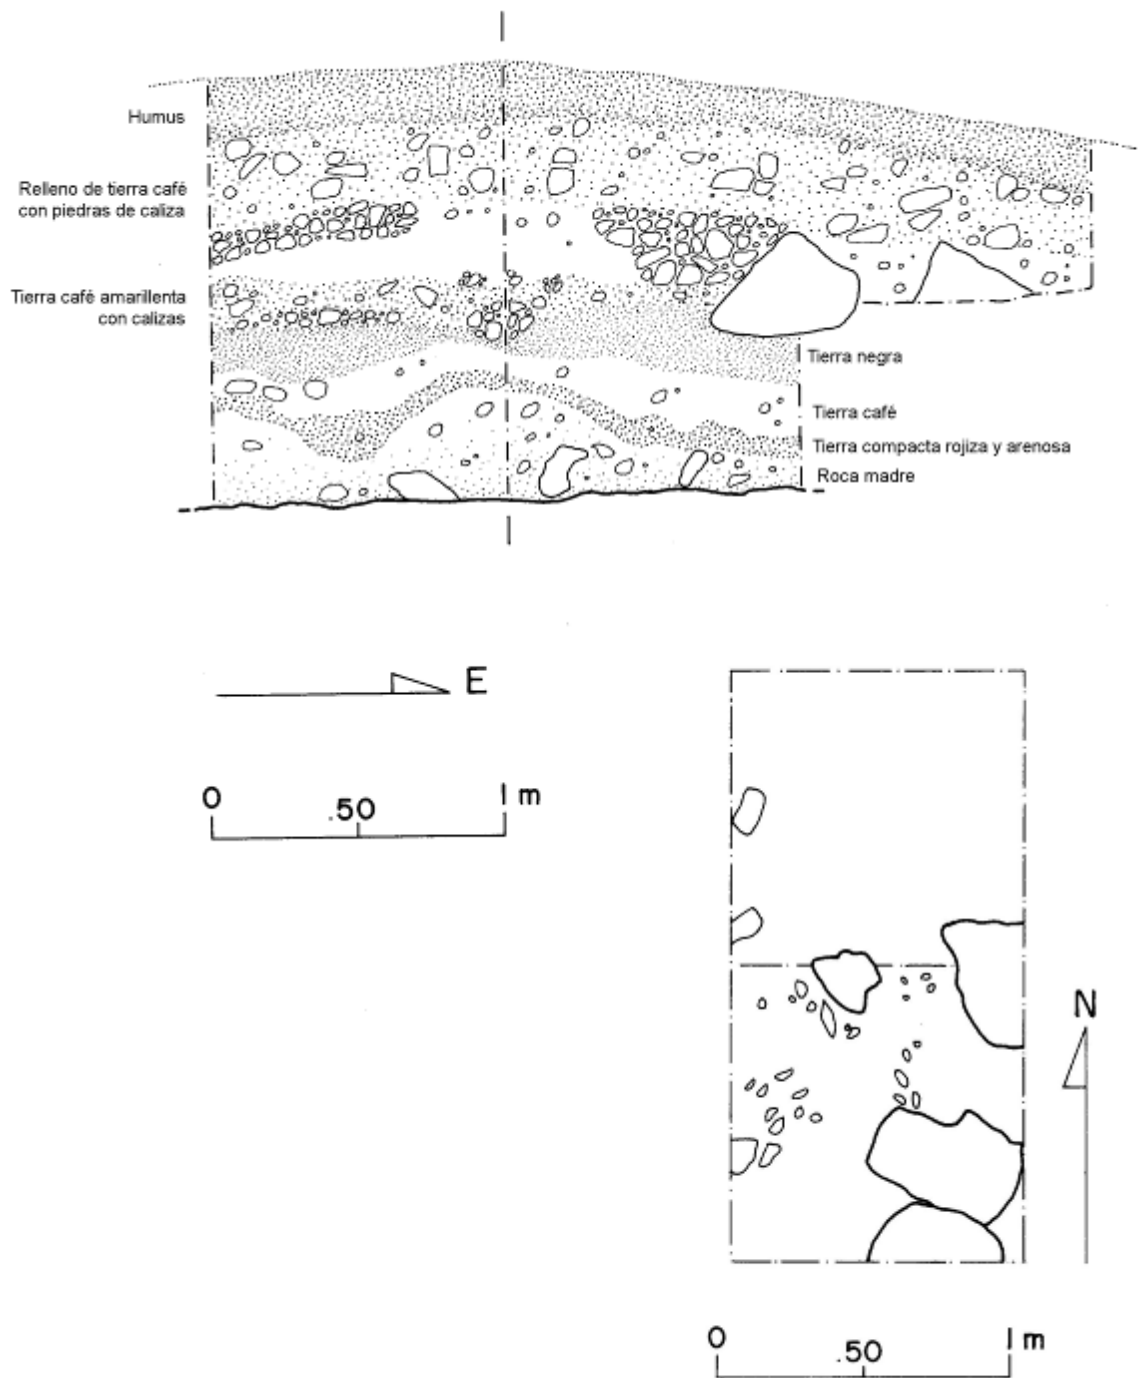 Humus
Relleno de tierra café
con piedras de caliza
Tierra café amarillenta
con calizas
Tierra negra
Tierra café
Tierra compacta rojiza y arenosa
Roca madre
E
0 .50 1 m
N
0 .50 1 m